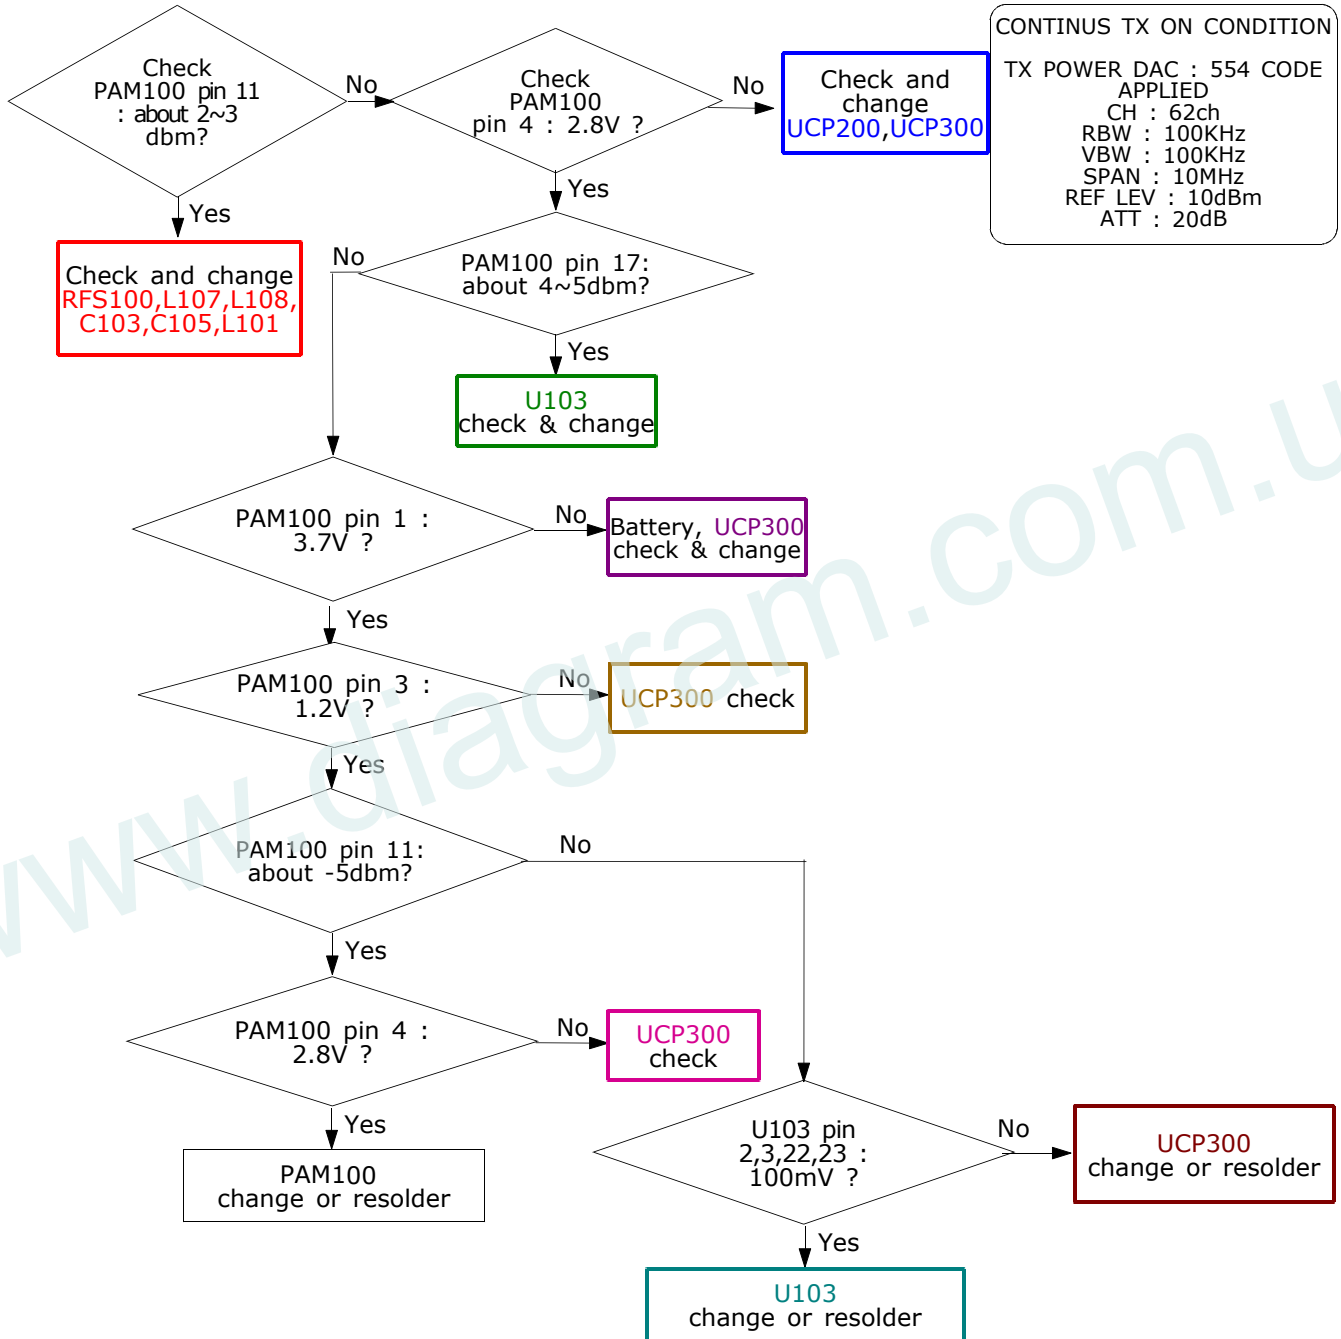 Check
PAM100 pin 11
: about 2~3
dbm?
No
Check
PAM100
pin 4 : 2.8V ?
No
Check and
change
UCP200,UCP300
CONTINUS TX ON CONDITION
TX POWER DAC : 554 CODE
APPLIED
CH : 62ch
RBW : 100KHz
VBW : 100KHz
SPAN : 10MHz
REF LEV : 10dBm
ATT : 20dB
Yes
Yes
Check and change
RFS100,L107,L108,
C103,C105,L101
No
PAM100 pin 17:
about 4~5dbm?
Yes
U103
check & change
PAM100 pin 1 :
3.7V ?
No
Battery, UCP300
check & change
Yes
PAM100 pin 3 :
1.2V ?
No
UCP300 check
Yes
PAM100 pin 11:
about -5dbm?
No
Yes
PAM100 pin 4 :
2.8V ?
No
UCP300
check
Yes
PAM100
change or resolder
U103 pin
2,3,22,23 :
100mV ?
No
UCP300
change or resolder
Yes
U103
change or resolder
www.diagram.com.u